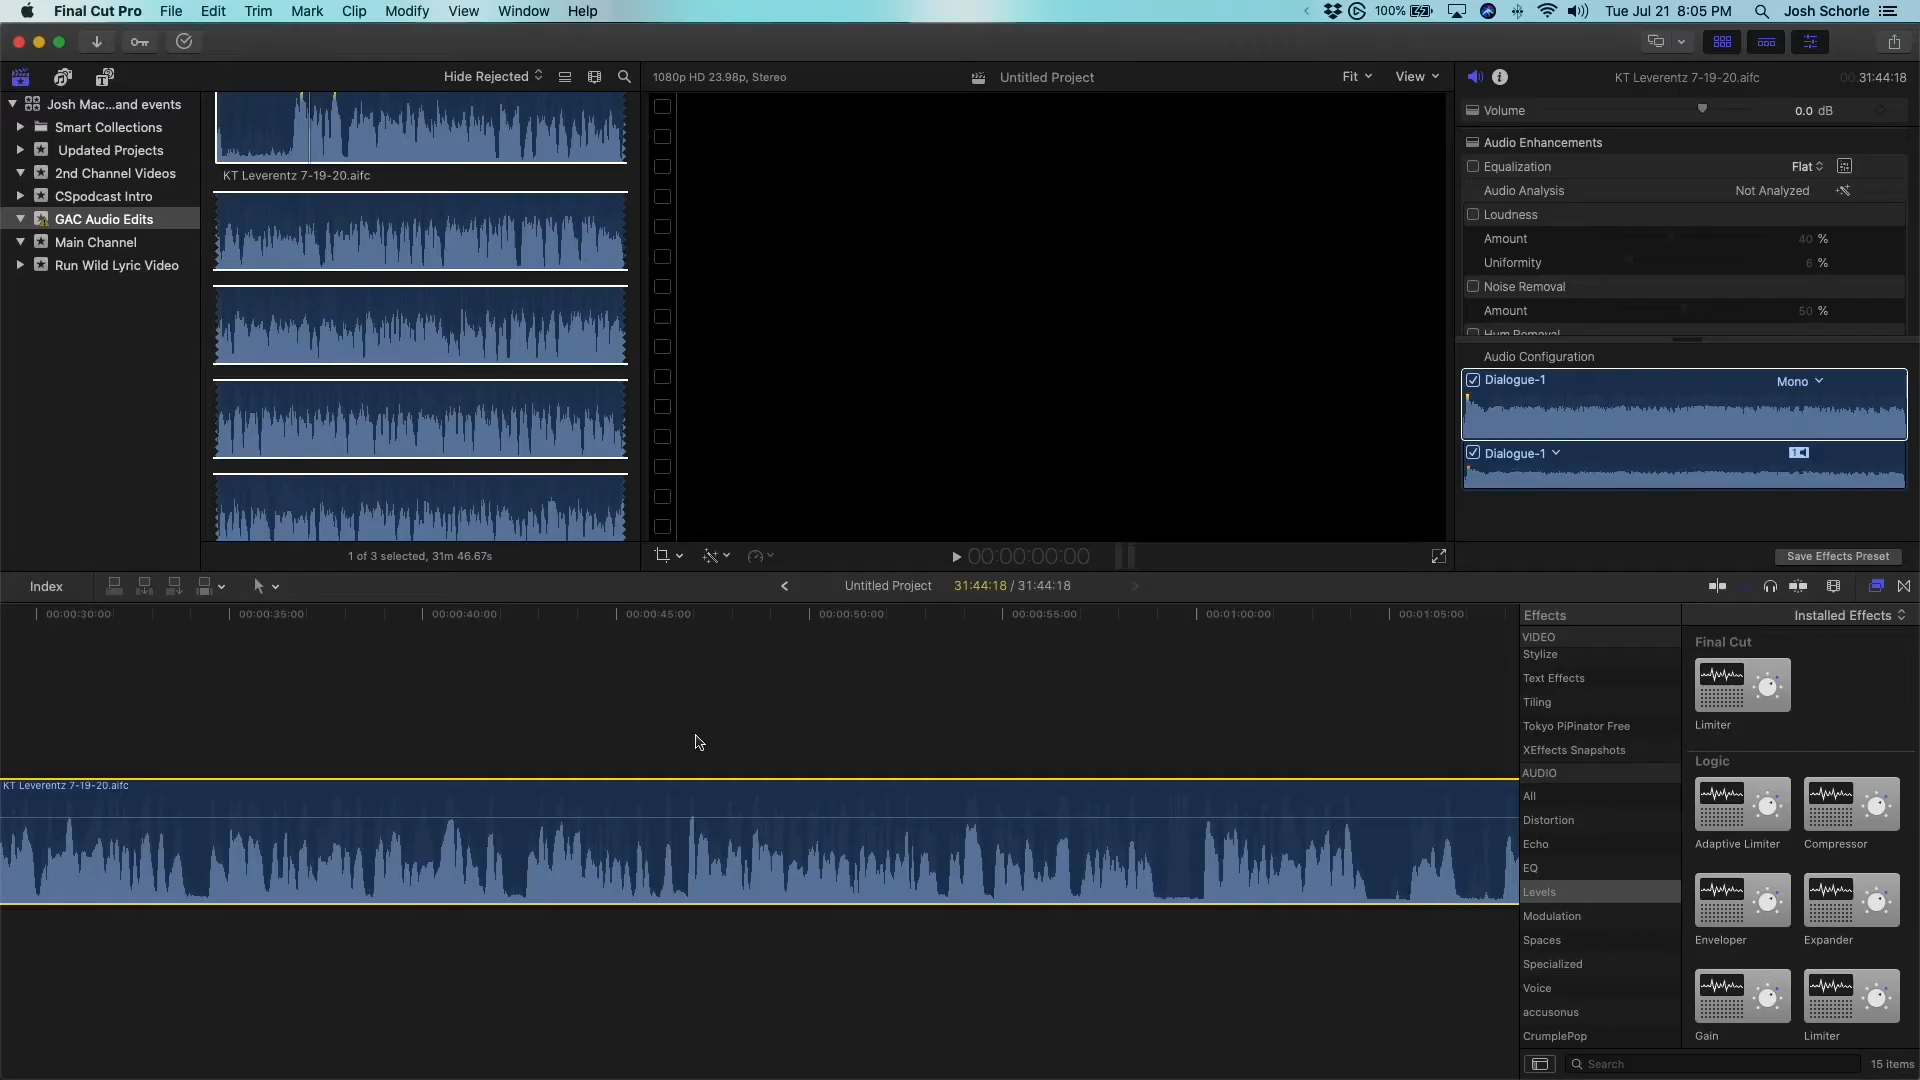 Final Cut Pro File Edit Trim Mark Clip Modify View Window Help
100% Tue Jul 21 8:05 PM Josh Schorle
Hide Rejected
1080p HD 23.98p, Stereo
Untitled Project
Fit View
KT Leverentz 7-19-20.aifc
00:00:31:44:18
Josh Mac...and events
Smart Collections
Updated Projects
2nd Channel Videos
CSpodcast Intro
GAC Audio Edits
Main Channel
Run Wild Lyric Video
KT Leverentz 7-19-20.aifc
1 of 3 selected, 31m 46.67s
00:00:00:00
Volume 0.0 dB
Audio Enhancements
Equalization Flat
Audio Analysis Not Analyzed
Loudness
Amount 40 %
Uniformity 6 %
Noise Removal
Amount 50 %
Hum Removal
Audio Configuration
Dialogue-1 Mono
Dialogue-1 1
Save Effects Preset
Index
Untitled Project 31:44:18 / 31:44:18
00:00:30:00 00:00:35:00 00:00:40:00 00:00:45:00 00:00:50:00 00:00:55:00 00:01:00:00 00:01:05:00
KT Leverentz 7-19-20.aifc
Effects Installed Effects
VIDEO
Stylize
Text Effects
Tiling
Tokyo PiPinator Free
XEffects Snapshots
AUDIO
All
Distortion
Echo
EQ
Levels
Modulation
Spaces
Specialized
Voice
accusonus
CrumplePop
Final Cut
Limiter
Logic
Adaptive Limiter Compressor
Enveloper Expander
Gain Limiter
Search 15 items